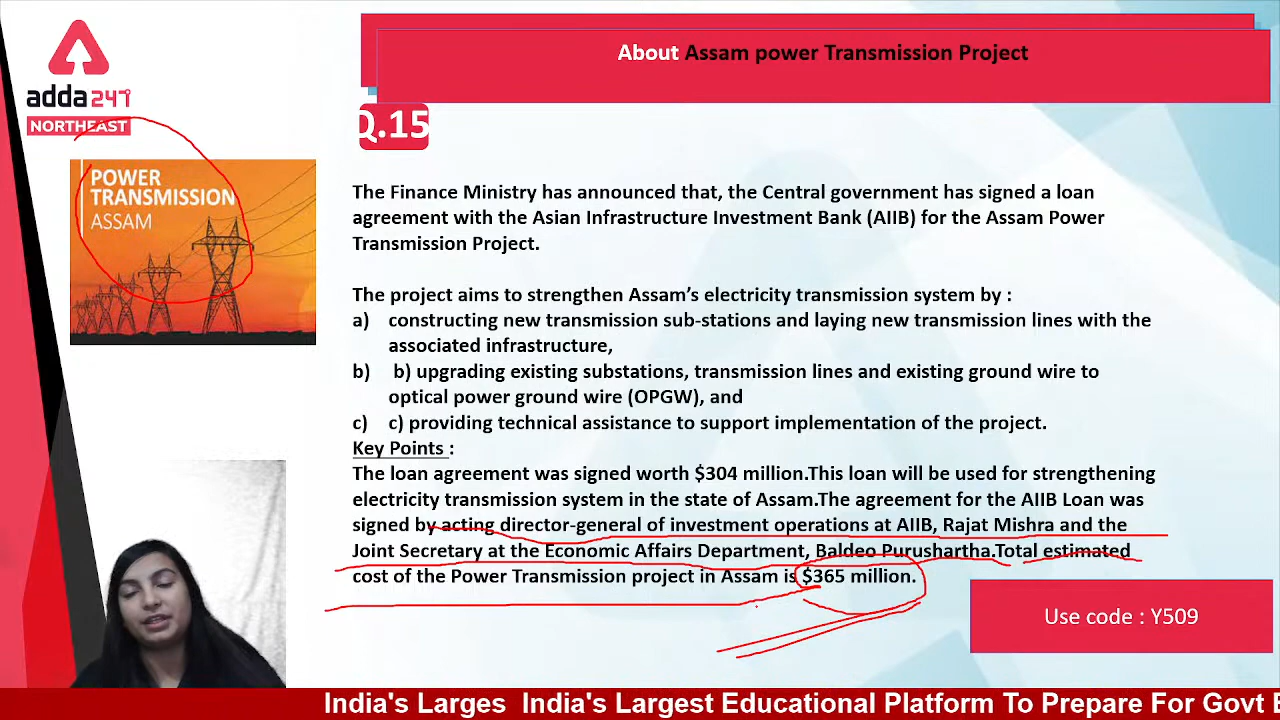 About Assam power Transmission Project
adda247
NORTHEAST
Q.15
POWER
TRANSMISSION
ASSAM
The Finance Ministry has announced that, the Central government has signed a loan
agreement with the Asian Infrastructure Investment Bank (AIIB) for the Assam Power
Transmission Project.
The project aims to strengthen Assam’s electricity transmission system by :
a) constructing new transmission sub-stations and laying new transmission lines with the
associated infrastructure,
b) b) upgrading existing substations, transmission lines and existing ground wire to
optical power ground wire (OPGW), and
c) c) providing technical assistance to support implementation of the project.
Key Points :
The loan agreement was signed worth $304 million.This loan will be used for strengthening
electricity transmission system in the state of Assam.The agreement for the AIIB Loan was
signed by acting director-general of investment operations at AIIB, Rajat Mishra and the
Joint Secretary at the Economic Affairs Department, Baldeo Purushartha.Total estimated
cost of the Power Transmission project in Assam is $365 million.
Use code : Y509
India's Larges India's Largest Educational Platform To Prepare For Govt E